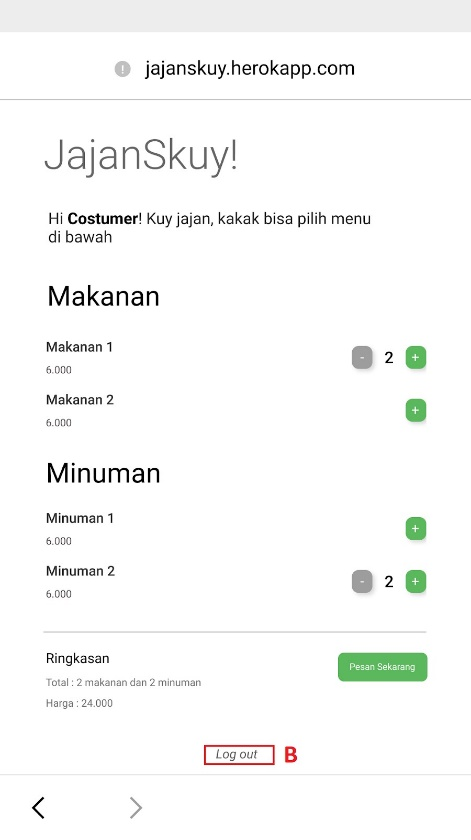 jajanskuy.herokapp.com
JajanSkuy!
Hi Costumer! Kuy jajan, kakak bisa pilih menu
di bawah
Makanan
Makanan 1
- 2 +
6.000
Makanan 2
+
6.000
Minuman
Minuman 1
+
6.000
Minuman 2
- 2 +
6.000
Ringkasan
Pesan Sekarang
Total : 2 makanan dan 2 minuman
Harga : 24.000
Log out B